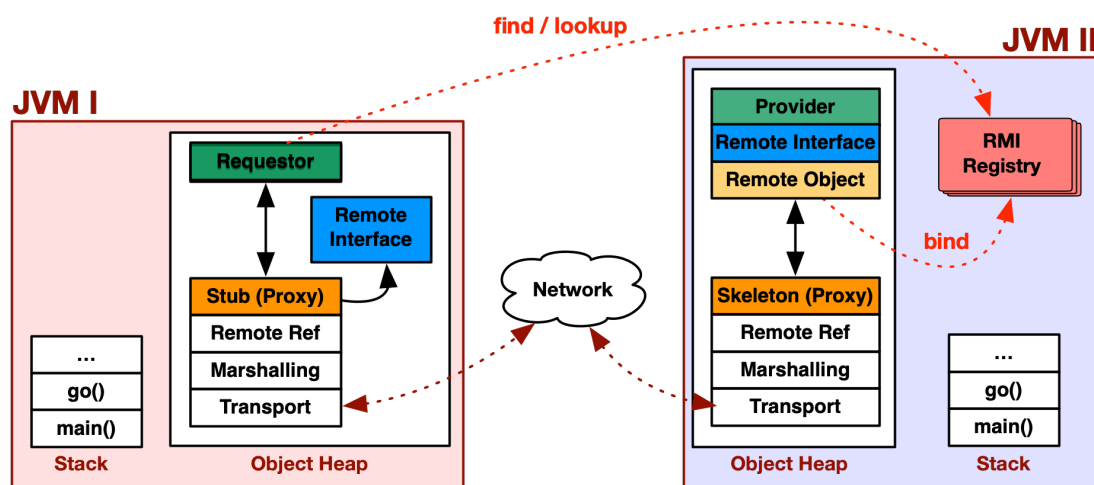 find / lookup
JVM II
JVM I
Provider
Remote Interface
Remote Object
RMI
Registry
Requestor
Remote
Interface
bind
Stub (Proxy)
Remote Ref
Marshalling
Transport
Network
Skeleton (Proxy)
Remote Ref
Marshalling
Transport
...
go()
main()
Stack
Object Heap
Object Heap
...
go()
main()
Stack